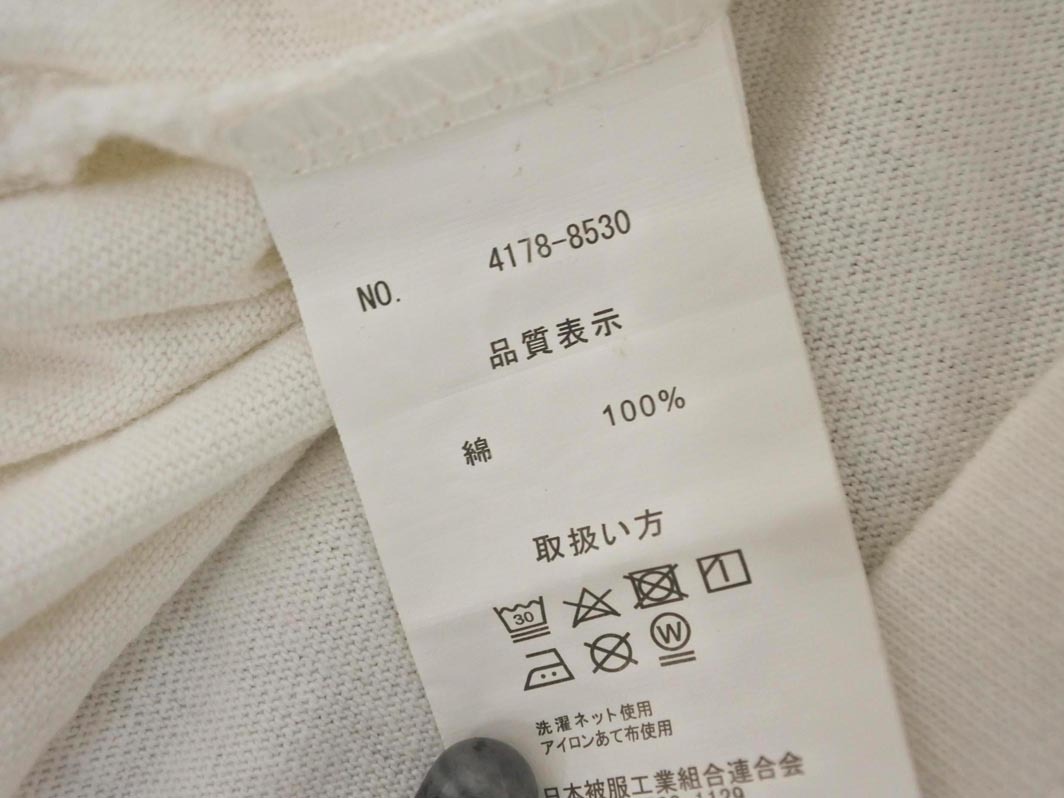 NO. 4178-8530
品質表示
綿 100%
取扱い方
30
W
洗濯ネット使用
アイロンあて布使用
日本被服工業組合連合会